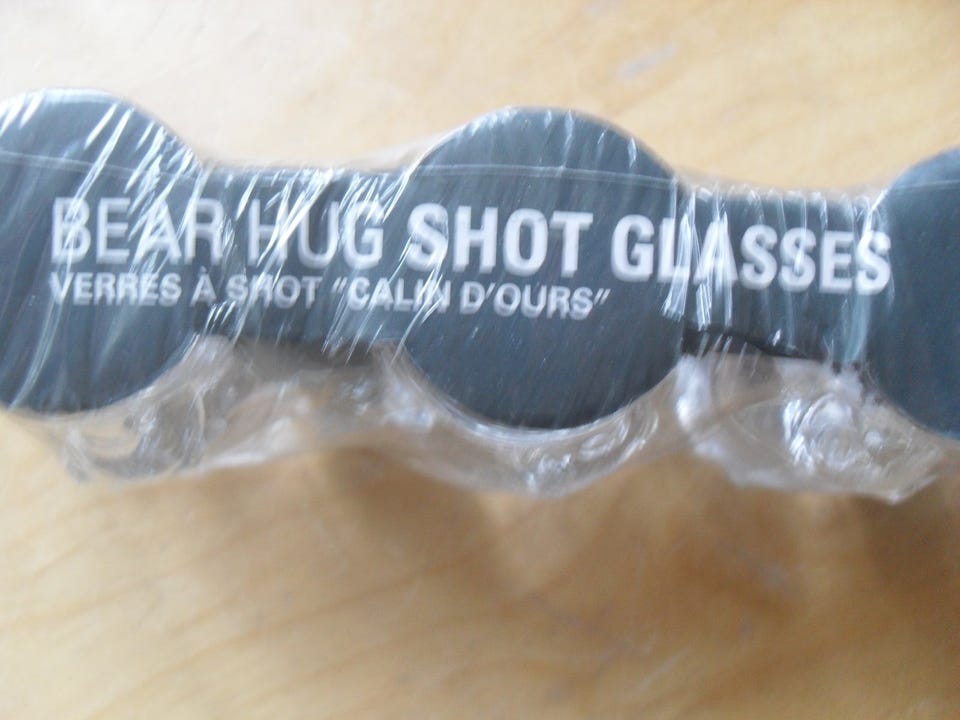 BEAR HUG SHOT GLASSES
VERRES À SHOT "CALIN D'OURS"